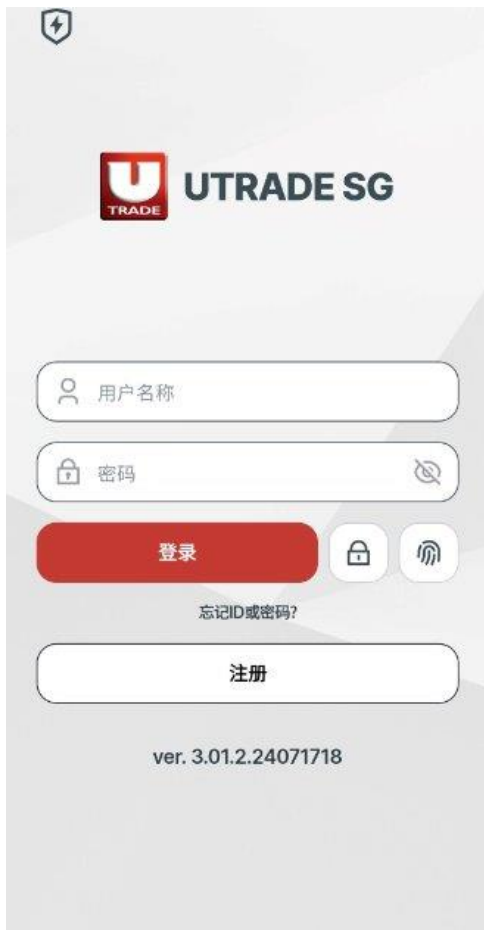 U
TRADE
UTRADE SG
用户名称
密码
登录
忘记ID或密码?
注册
ver. 3.01.2.24071718